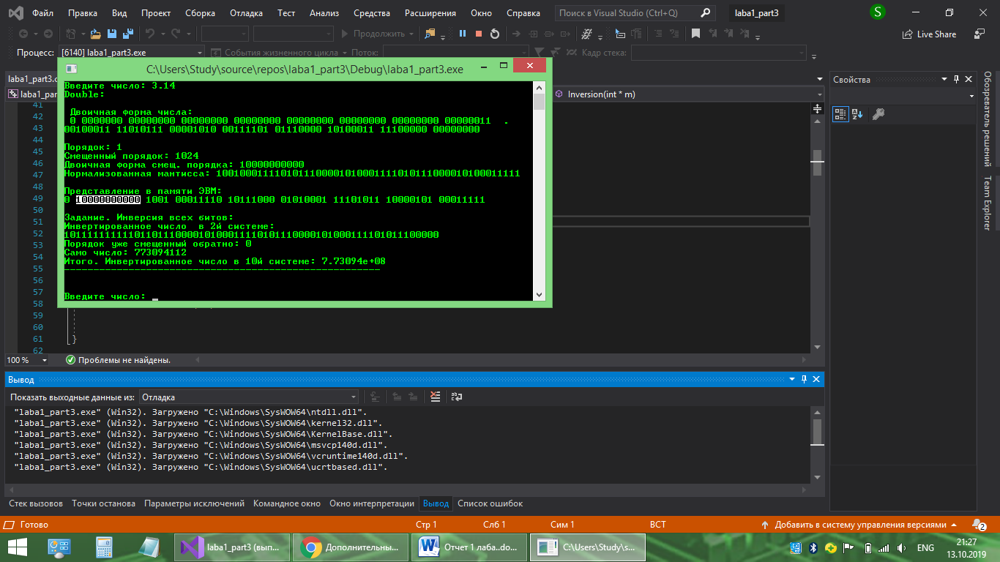 Файл Правка Вид Проект Сборка Отладка Тест Анализ Средства Расширения Окно Справка Поиск в Visual Studio (Ctrl+Q) laba1_part3 S
Продолжить Live Share
Процесс: [6140] laba1_part3.exe События жизненного цикла Поток: Кадр стека:
C:\Users\Study\source\repos\laba1_part3\Debug\laba1_part3.exe
laba1_part3.c
laba1_par
Inversion(int * m)
Свойства
Обозреватель решений
Team Explorer
Введите число: 3.14
Double:
Двоичная форма числа:
0 0000000 00000000 00000000 00000000 00000000 00000000 00000000 00000011 .
00100011 11010111 00001010 00111101 01110000 10100011 11100000 00000000
Порядок: 1
Смещенный порядок: 1024
Двоичная форма смещ. порядка: 10000000000
Нормализованная мантисса: 1001000111101011100001010001111010111000010100011111
Представление в памяти ЭВМ:
0 10000000000 1001 00011110 10111000 01010001 11101011 10000101 00011111
Задание. Инверсия всех битов:
Инвертированное число в 2й системе:
1011111111110110111000010100011110101110000101000111101011100000
Порядок уже смещенный обратно: 0
Само число: 773094112
Итого. Инвертированное число в 10й системе: 7.73094e+08
------------------------------------------------------
Введите число:
41
42
43
44
45
46
47
48
49
50
51
52
53
54
55
56
57
58
59
60
61 }
62
100 % Проблемы не найдены.
Вывод
Показать выходные данные из: Отладка
"laba1_part3.exe" (Win32). Загружено "C:\Windows\SysWOW64\ntdll.dll".
"laba1_part3.exe" (Win32). Загружено "C:\Windows\SysWOW64\kernel32.dll".
"laba1_part3.exe" (Win32). Загружено "C:\Windows\SysWOW64\KernelBase.dll".
"laba1_part3.exe" (Win32). Загружено "C:\Windows\SysWOW64\msvcp140d.dll".
"laba1_part3.exe" (Win32). Загружено "C:\Windows\SysWOW64\vcruntime140d.dll".
"laba1_part3.exe" (Win32). Загружено "C:\Windows\SysWOW64\ucrtbased.dll".
Стек вызовов Точки останова Параметры исключений Командное окно Окно интерпретации Вывод Список ошибок
Готово Стр 1 Слб 1 Сим 1 ВСТ Добавить в систему управления версиями 2
laba1_part3 (вып... Дополнительны... Отчет 1 лаба..do... C:\Users\Study\s... ENG 21:27
13.10.2019